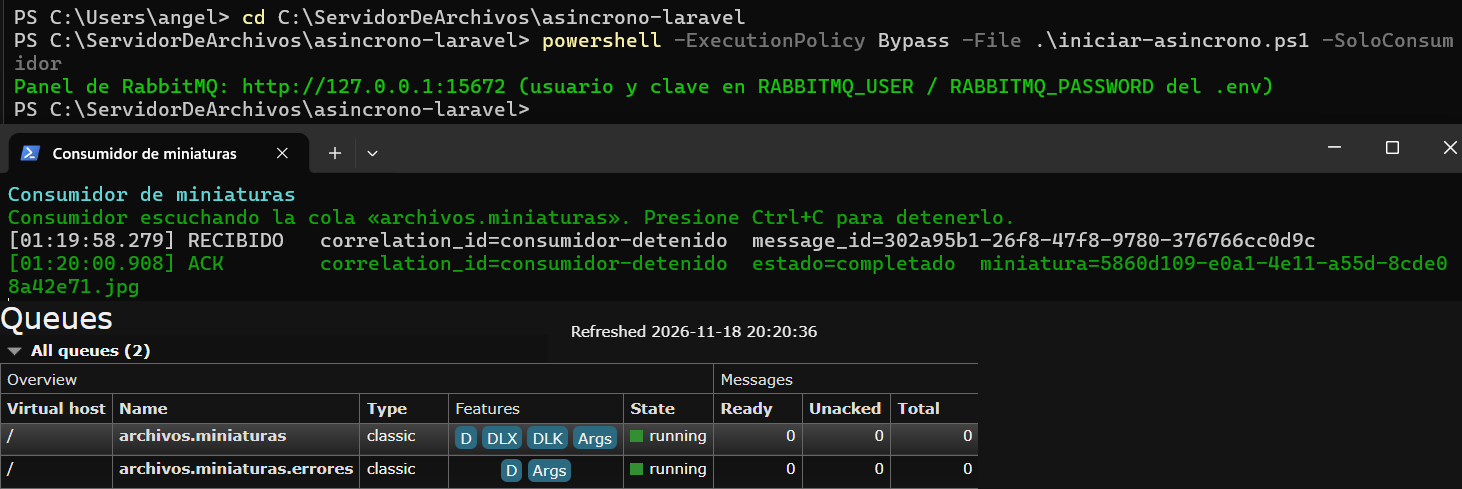 PS C:\Users\angel> cd C:\ServidorDeArchivos\asincrono-laravel
PS C:\ServidorDeArchivos\asincrono-laravel> powershell -ExecutionPolicy Bypass -File .\iniciar-asincrono.ps1 -SoloConsum
idor
Panel de RabbitMQ: http://127.0.0.1:15672 (usuario y clave en RABBITMQ_USER / RABBITMQ_PASSWORD del .env)
PS C:\ServidorDeArchivos\asincrono-laravel>
Consumidor de miniaturas
Consumidor de miniaturas
Consumidor escuchando la cola «archivos.miniaturas». Presione Ctrl+C para detenerlo.
[01:19:58.279] RECIBIDO correlation_id=consumidor-detenido message_id=302a95b1-26f8-47f8-9780-376766cc0d9c
[01:20:00.908] ACK correlation_id=consumidor-detenido estado=completado miniatura=5860d109-e0a1-4e11-a55d-8cde0
8a42e71.jpg
Queues
Refreshed 2026-11-18 20:20:36
All queues (2)
Overview Messages
Virtual host Name Type Features State Ready Unacked Total
/ archivos.miniaturas classic D DLX DLK Args running 0 0 0
/ archivos.miniaturas.errores classic D Args running 0 0 0